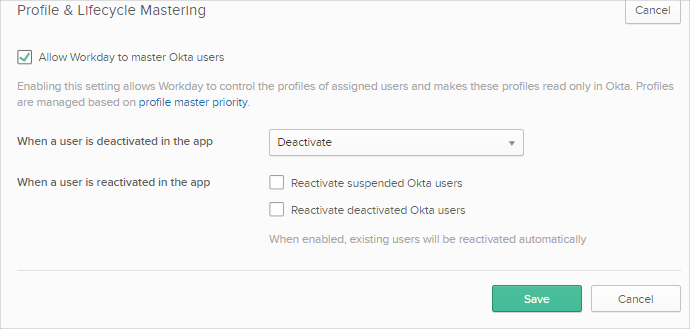 Profile & Lifecycle Mastering
Cancel
Allow Workday to master Okta users
Enabling this setting allows Workday to control the profiles of assigned users and makes these profiles read only in Okta. Profiles
are managed based on profile master priority.
When a user is deactivated in the app
Deactivate
When a user is reactivated in the app
Reactivate suspended Okta users
Reactivate deactivated Okta users
When enabled, existing users will be reactivated automatically
Save
Cancel